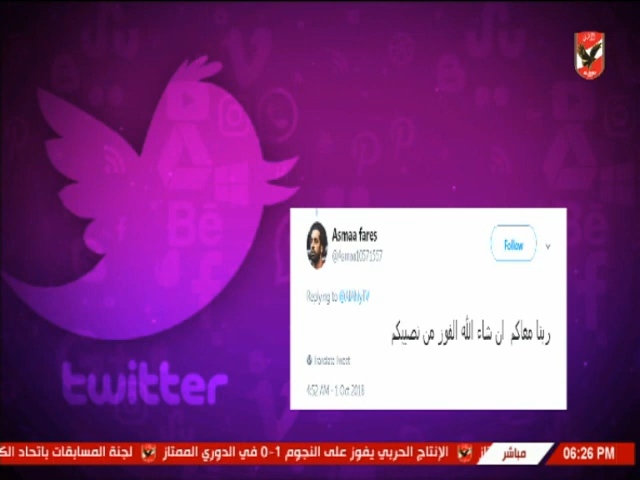 twitter
Asmaa fares
Follow
@Asmaa10571557
Replying to @AlAhlyTV
ربنا معاكم ان شاء الله الفوز من نصيبكم
Translate Tweet
4:52 AM - 1 Oct 2018
06:26 PM
مباشر
الإنتاج الحربي يفوز على النجوم 1-0 في الدوري الممتاز
لجنة المسابقات باتحاد الك